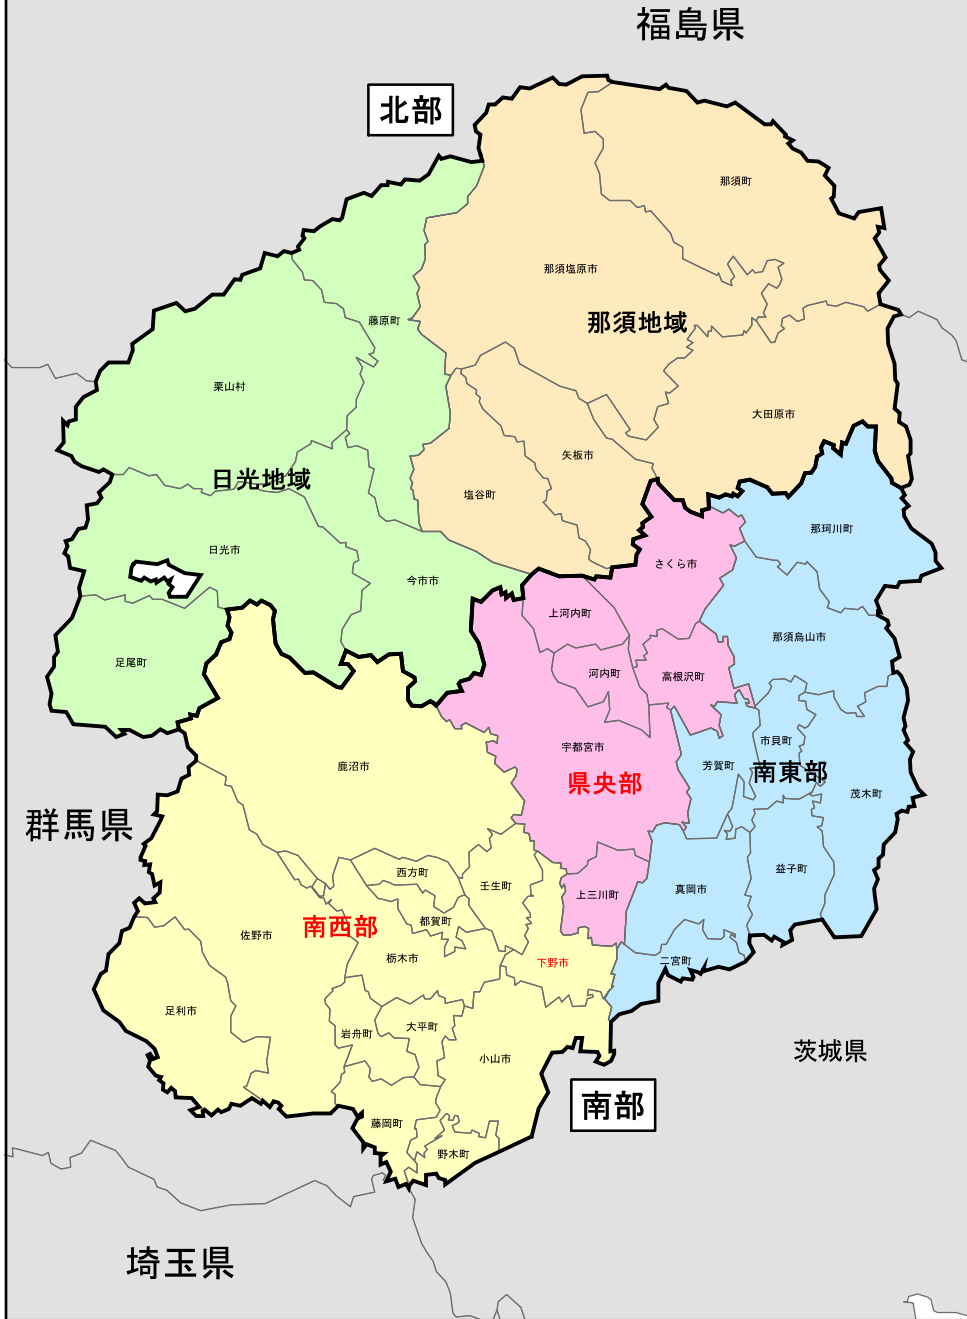 福島県
北部
那須町
那須塩原市
藤原町
那須地域
栗山村
大田原市
矢板市
日光地域
塩谷町
那珂川町
日光市
さくら市
今市市
上河内町
那須烏山市
足尾町
河内町
高根沢町
宇都宮市
市貝町
鹿沼市
芳賀町
南東部
県央部
茂木町
群馬県
西方町
益子町
壬生町
真岡市
上三川町
都賀町
南西部
佐野市
栃木市
下野市
二宮町
足利市
大平町
岩舟町
茨城県
小山市
南部
藤岡町
野木町
埼玉県